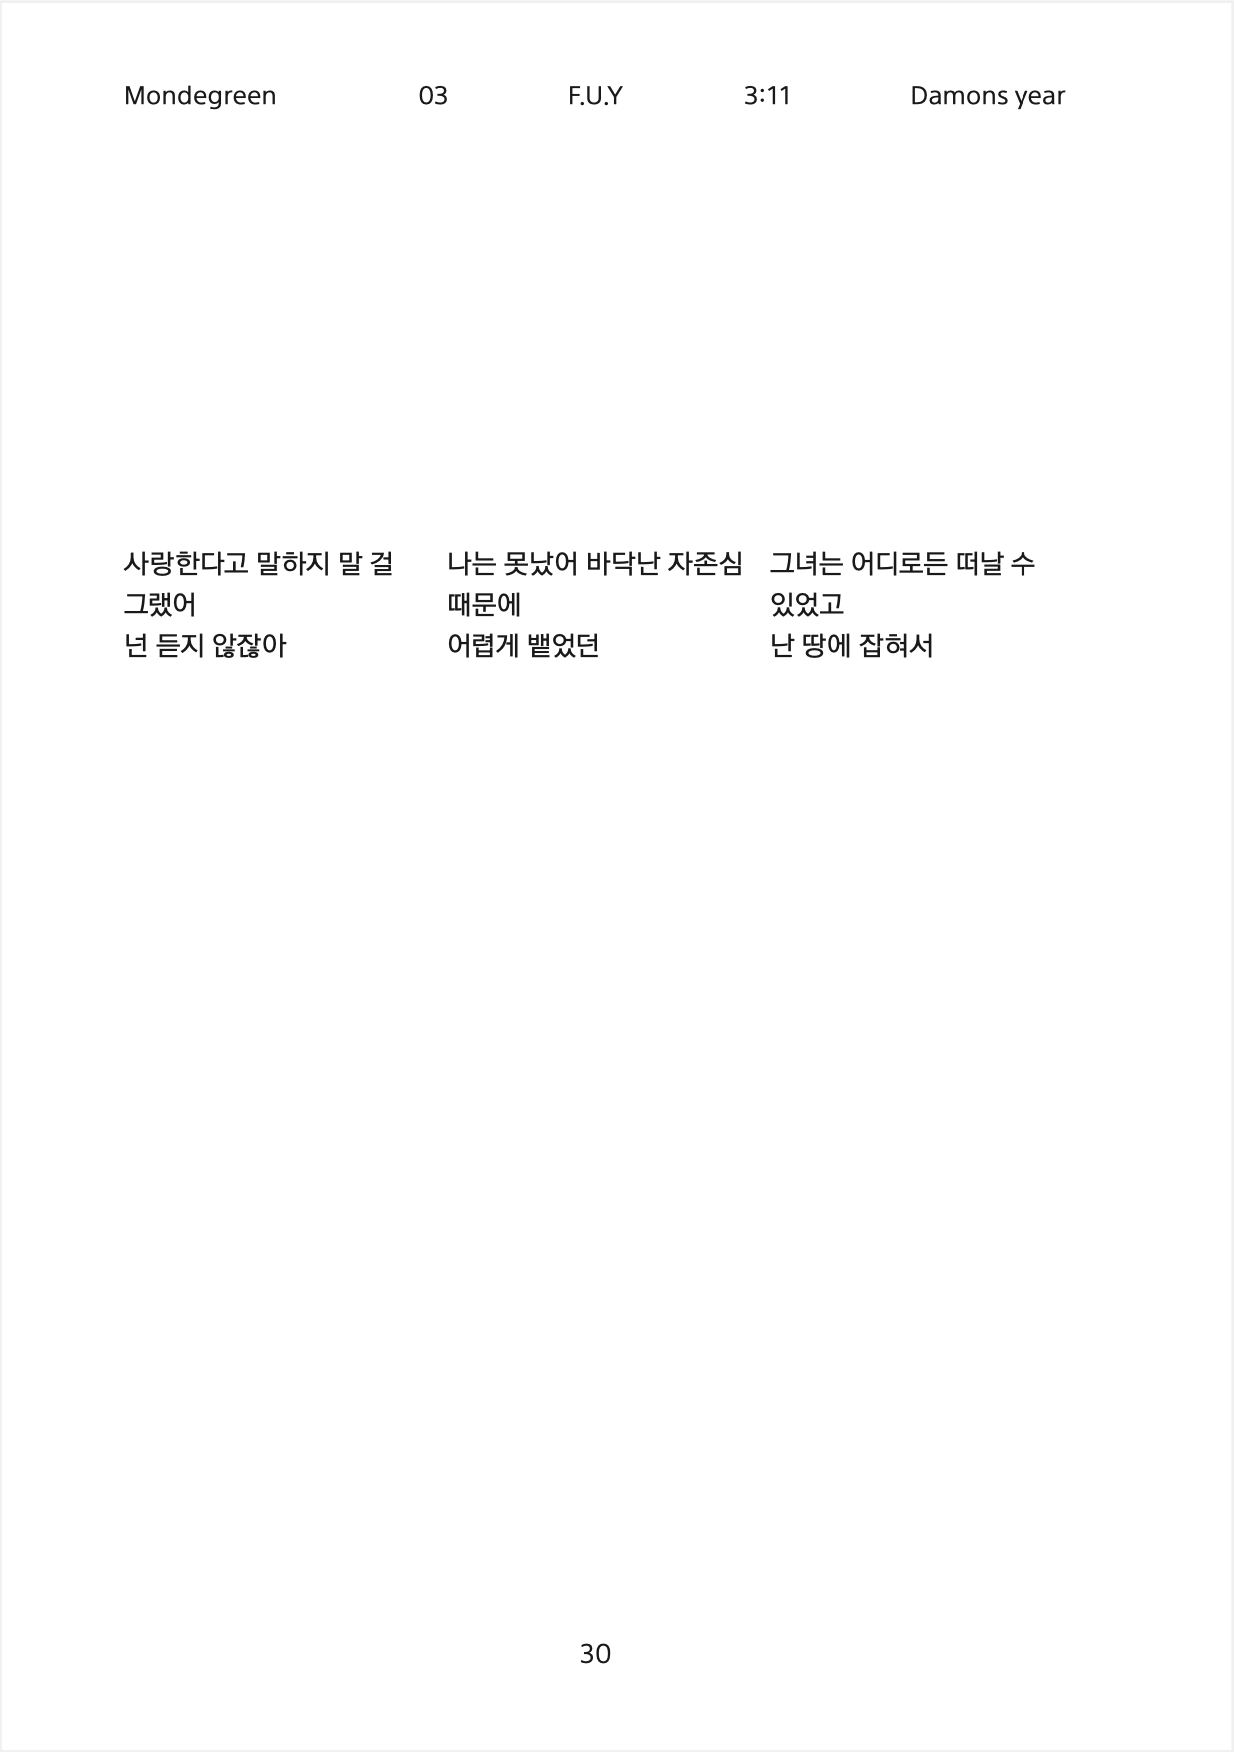 Mondegreen 03 F.U.Y 3:11 Damons year
사랑한다고 말하지 말 걸
그랬어
넌 듣지 않잖아
나는 못났어 바닥난 자존심
때문에
어렵게 뱉었던
그녀는 어디로든 떠날 수
있었고
난 땅에 잡혀서
30